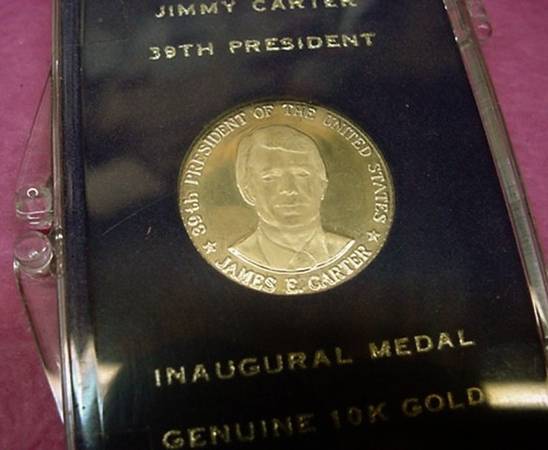 JIMMY CARTER
39TH PRESIDENT
39th PRESIDENT OF THE UNITED STATES
★ JAMES E. CARTER ★
INAUGURAL MEDAL
GENUINE 10K GOLD